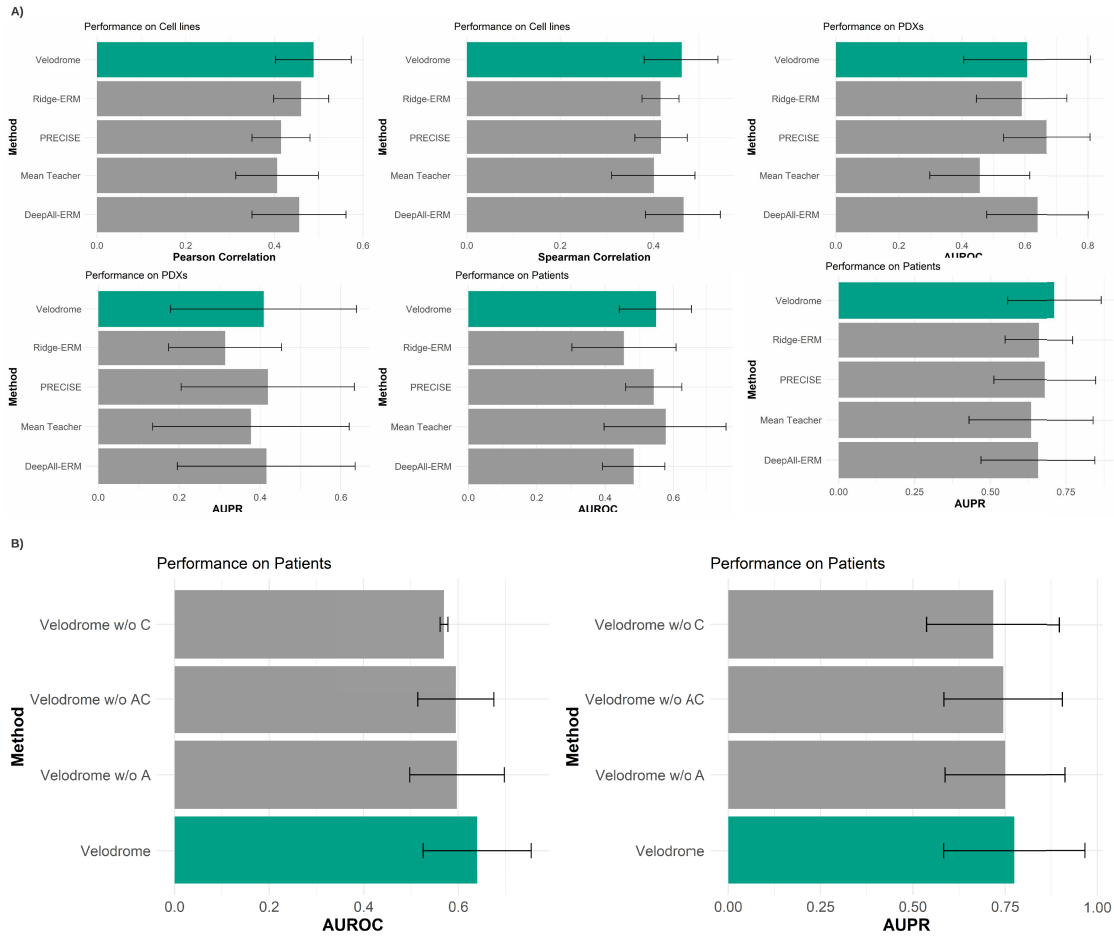 A)
Performance on Cell lines
Method
Velodrome
Ridge-ERM
PRECISE
Mean Teacher
DeepAll-ERM
0.0 0.2 0.4 0.6
Pearson Correlation
Performance on Cell lines
Method
Velodrome
Ridge-ERM
PRECISE
Mean Teacher
DeepAll-ERM
0.0 0.2 0.4
Spearman Correlation
Performance on PDXs
Method
Velodrome
Ridge-ERM
PRECISE
Mean Teacher
DeepAll-ERM
0.0 0.2 0.4 0.6 0.8
AUROC
Performance on PDXs
Method
Velodrome
Ridge-ERM
PRECISE
Mean Teacher
DeepAll-ERM
0.0 0.2 0.4 0.6
AUPR
Performance on Patients
Method
Velodrome
Ridge-ERM
PRECISE
Mean Teacher
DeepAll-ERM
0.0 0.2 0.4 0.6
AUROC
Performance on Patients
Method
Velodrome
Ridge-ERM
PRECISE
Mean Teacher
DeepAll-ERM
0.00 0.25 0.50 0.75
AUPR
B)
Performance on Patients
Method
Velodrome w/o C
Velodrome w/o AC
Velodrome w/o A
Velodrome
0.0 0.2 0.4 0.6
AUROC
Performance on Patients
Method
Velodrome w/o C
Velodrome w/o AC
Velodrome w/o A
Velodrome
0.00 0.25 0.50 0.75 1.00
AUPR